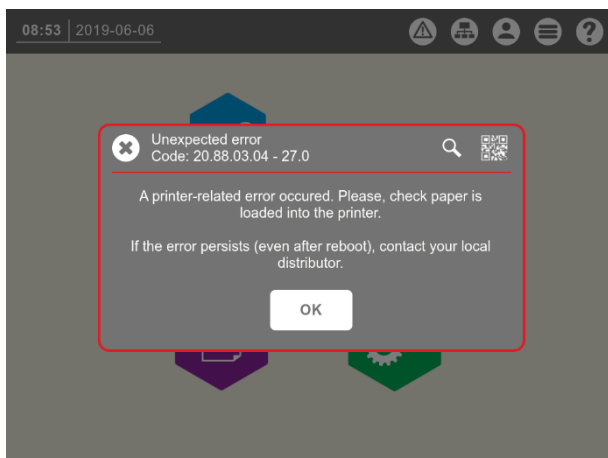 08:53 2019-06-06
Unexpected error
Code: 20.88.03.04 - 27.0
A printer-related error occured. Please, check paper is
loaded into the printer.
If the error persists (even after reboot), contact your local
distributor.
OK